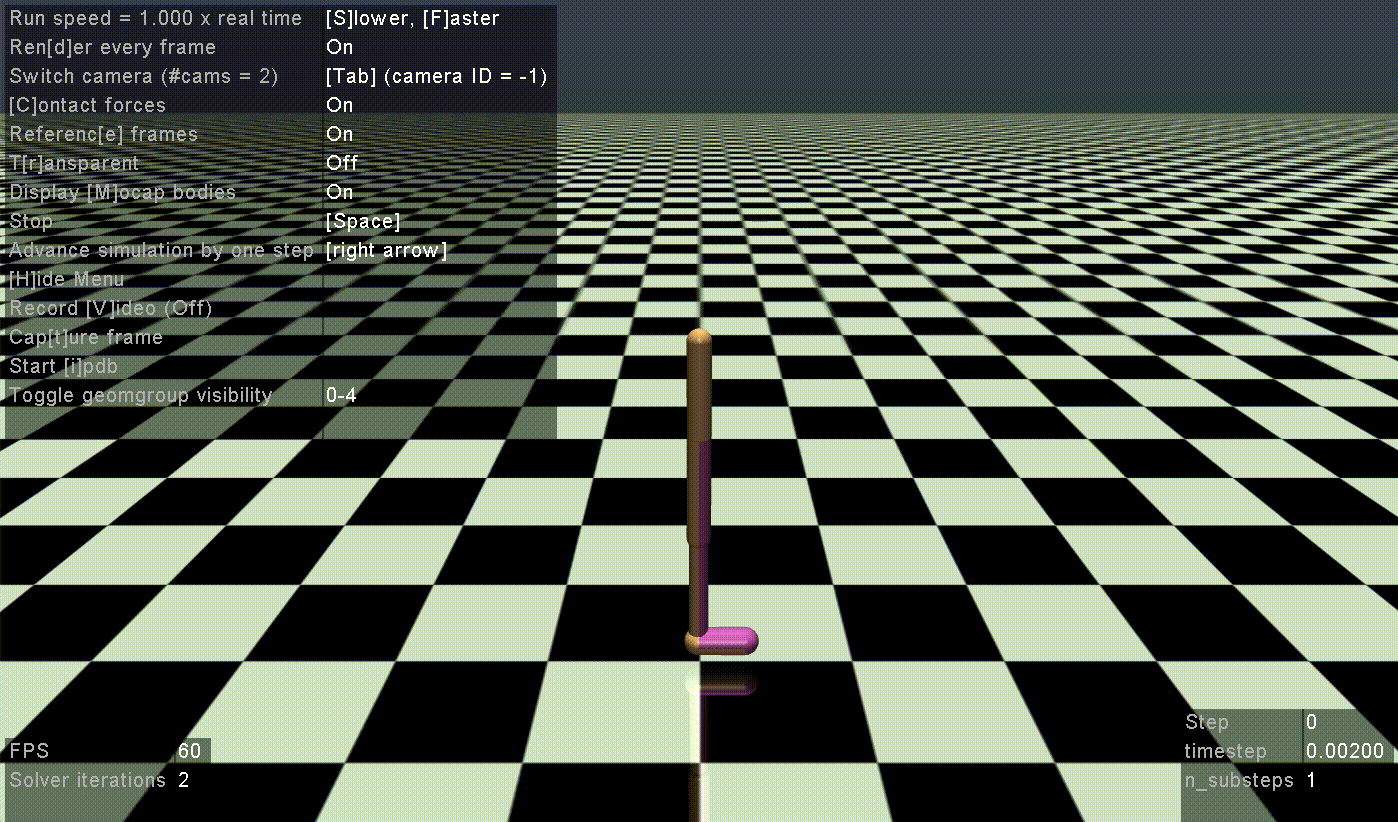 Run speed = 1.000 x real time [S]lower, [F]aster
Ren[d]er every frame On
Switch camera (#cams = 2) [Tab] (camera ID = -1)
[C]ontact forces On
Referenc[e] frames On
T[r]ansparent Off
Display [M]ocap bodies On
Stop [Space]
Advance simulation by one step [right arrow]
[H]ide Menu
Record [V]ideo (Off)
Cap[t]ure frame
Start [i]pdb
Toggle geomgroup visibility 0-4
FPS 60
Solver iterations 2
Step 0
timestep 0.00200
n_substeps 1